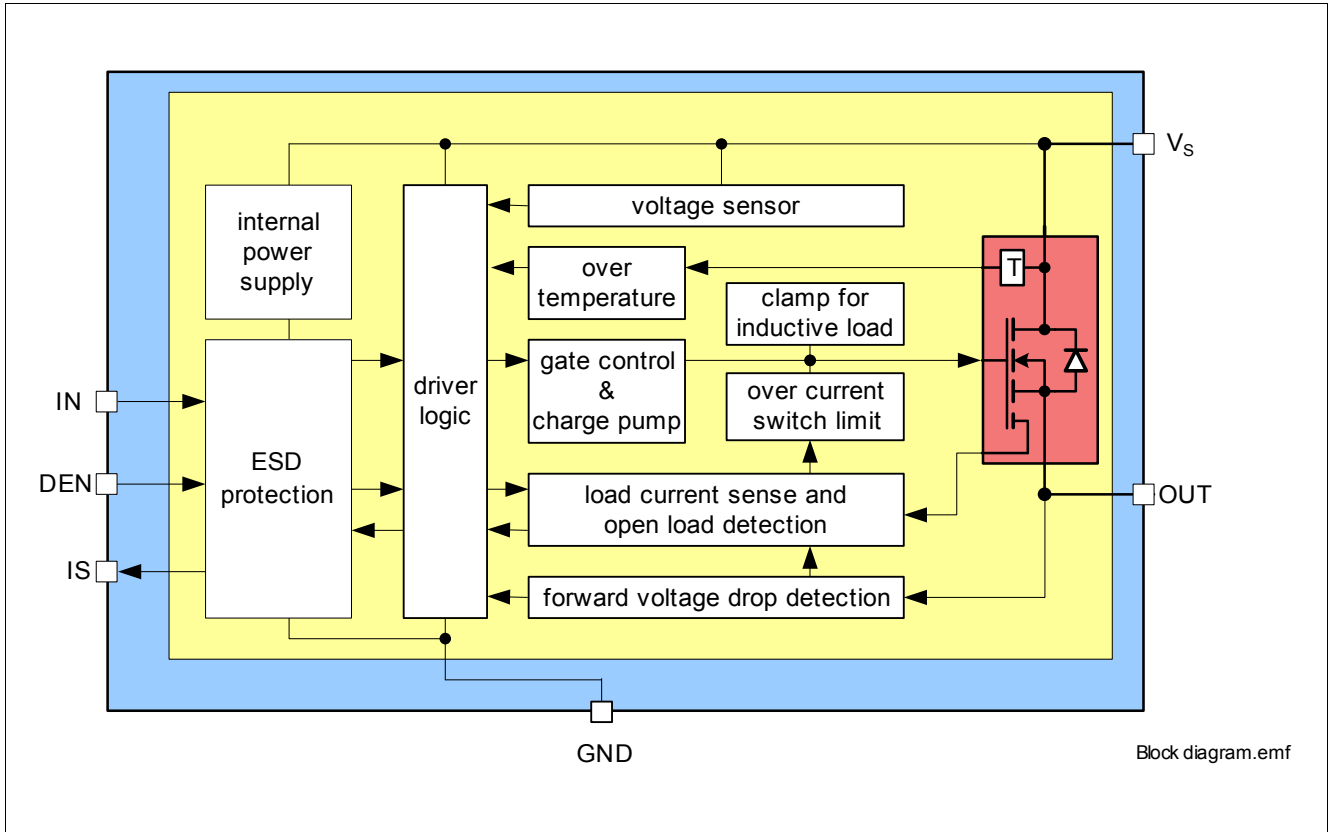 V_S
voltage sensor
internal
power
supply
over
temperature
T
clamp for
inductive load
gate control
&
charge pump
driver
logic
over current
switch limit
IN
ESD
protection
DEN
load current sense and
open load detection
OUT
IS
forward voltage drop detection
GND
Block diagram.emf